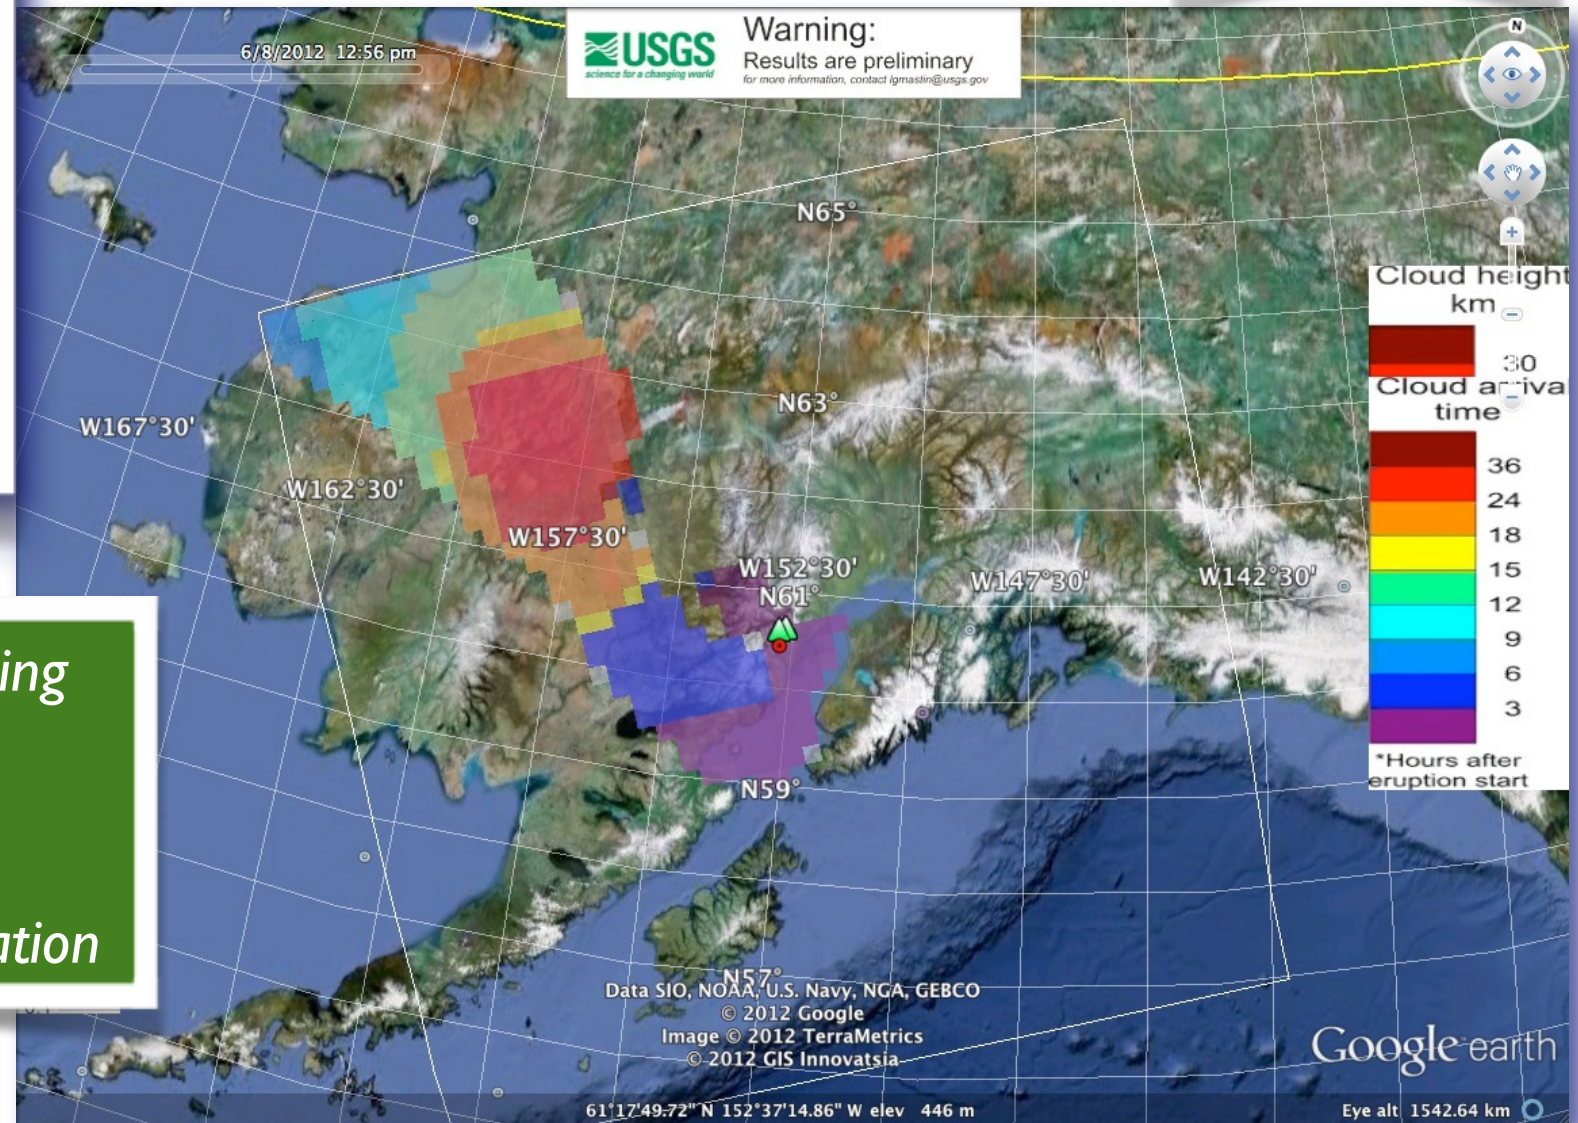 6/8/2012 12:56 pm
USGS
science for a changing world
Warning:
Results are preliminary
for more information, contact lgmastin@usgs.gov
N
N65°
Cloud height
km
30
Cloud arrival
time
36
24
18
15
12
9
6
3
*Hours after
eruption start
N63°
W167°30'
W162°30'
W157°30'
W152°30'
N61°
W147°30'
W142°30'
ing
ation
N59°
N57°
Data SIO, NOAA, U.S. Navy, NGA, GEBCO
© 2012 Google
Image © 2012 TerraMetrics
© 2012 GIS Innovatsia
Google earth
61°17'49.72" N 152°37'14.86" W elev 446 m
Eye alt 1542.64 km